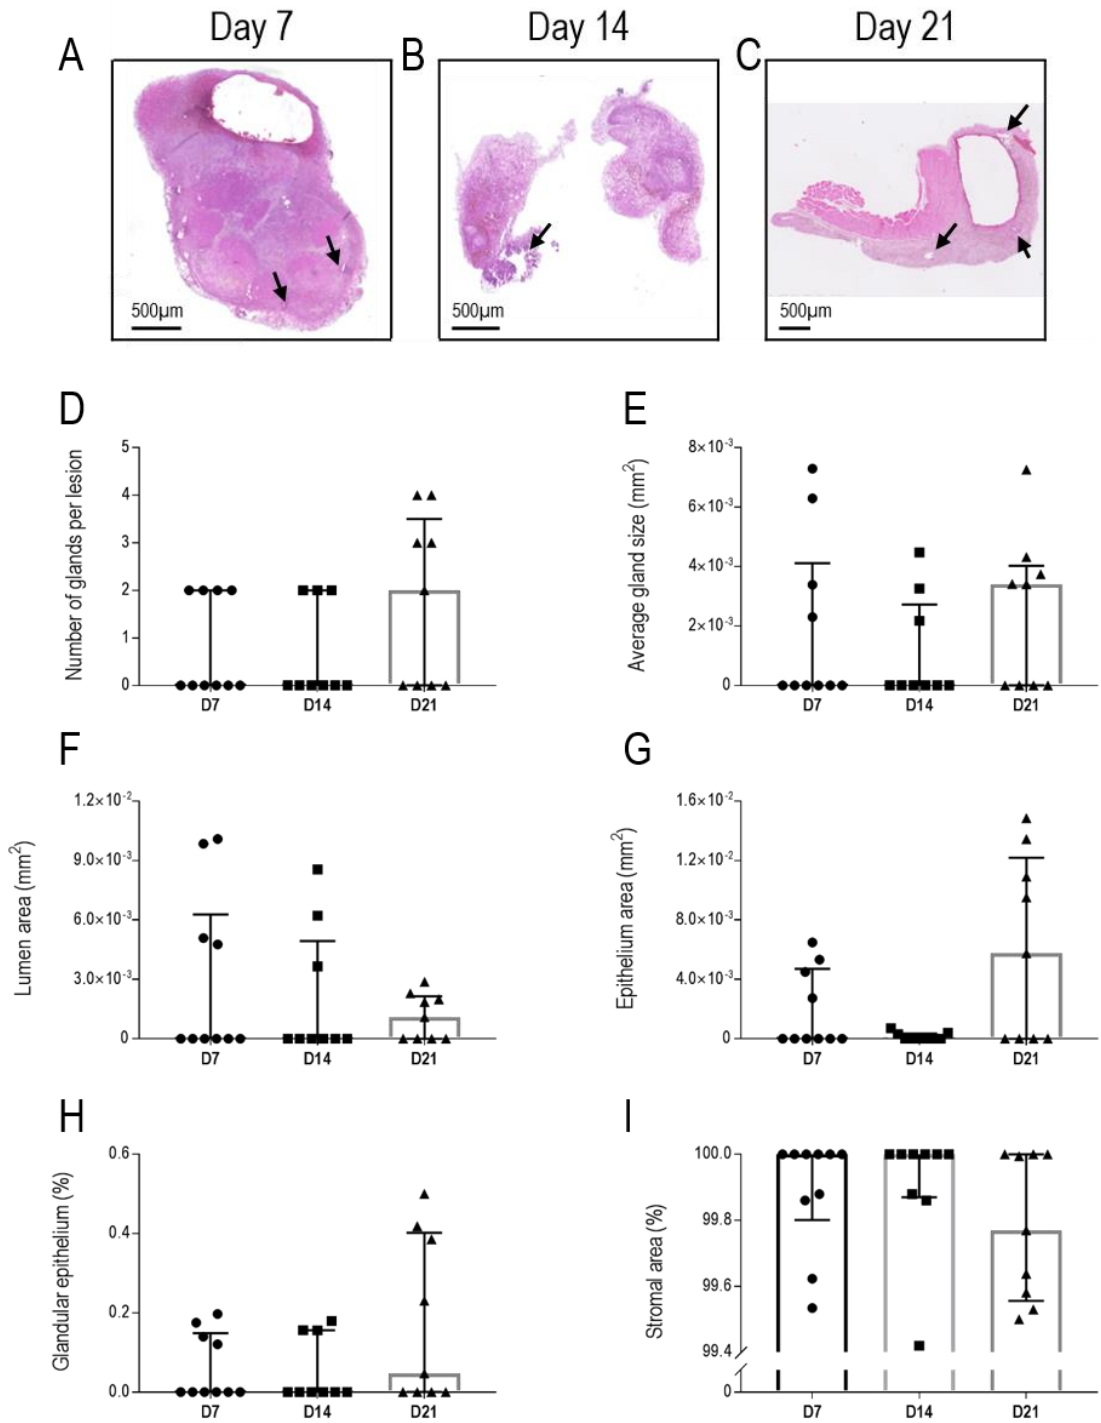 Day 7
Day 14
Day 21
A
B
C
500µm
500µm
500µm
D
E
Number of glands per lesion
5
4
3
2
1
0
D7
D14
D21
Average gland size (mm²)
8×10⁻³
6×10⁻³
4×10⁻³
2×10⁻³
0
D7
D14
D21
F
G
Lumen area (mm²)
1.2×10⁻²
9.0×10⁻³
6.0×10⁻³
3.0×10⁻³
0
D7
D14
D21
Epithelium area (mm²)
1.6×10⁻²
1.2×10⁻²
8.0×10⁻³
4.0×10⁻³
0
D7
D14
D21
H
I
Glandular epithelium (%)
0.6
0.4
0.2
0.0
D7
D14
D21
Stromal area (%)
100.0
99.8
99.6
99.4
0
D7
D14
D21